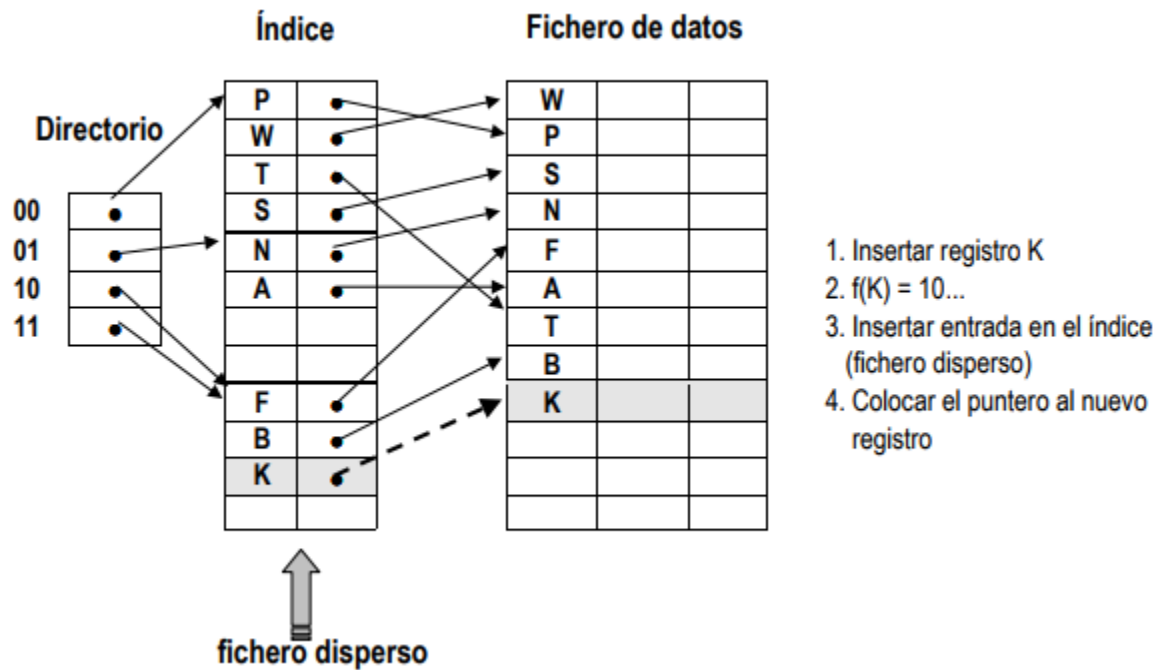 Índice
Fichero de datos
Directorio
00
01
10
11
P
W
T
S
N
A
F
B
K
W
P
S
N
F
A
T
B
K
1. Insertar registro K
2. f(K) = 10...
3. Insertar entrada en el índice
(fichero disperso)
4. Colocar el puntero al nuevo
registro
fichero disperso